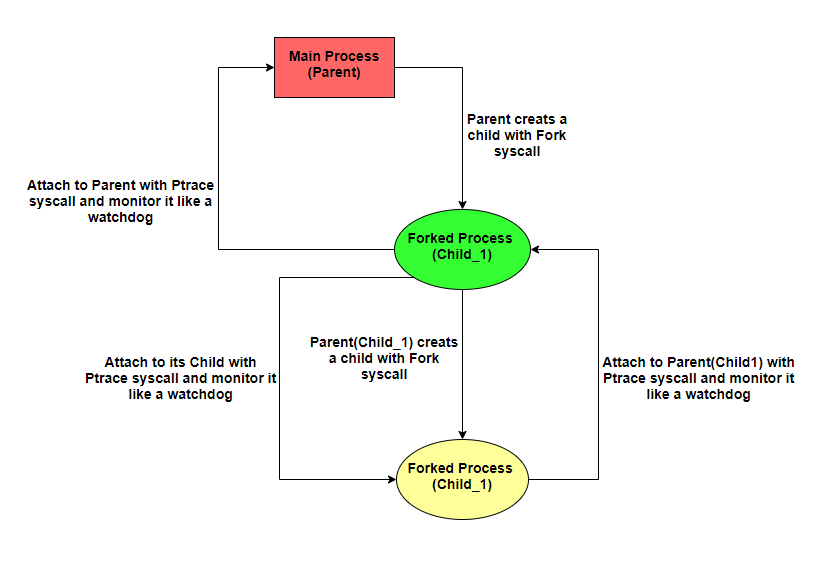 Main Process
(Parent)
Parent creats a
child with Fork
syscall
Attach to Parent with Ptrace
syscall and monitor it like a
watchdog
Forked Process
(Child_1)
Parent(Child_1) creats
a child with Fork
syscall
Attach to its Child with
Ptrace syscall and monitor it
like a watchdog
Attach to Parent(Child1) with
Ptrace syscall and monitor it
like a watchdog
Forked Process
(Child_1)